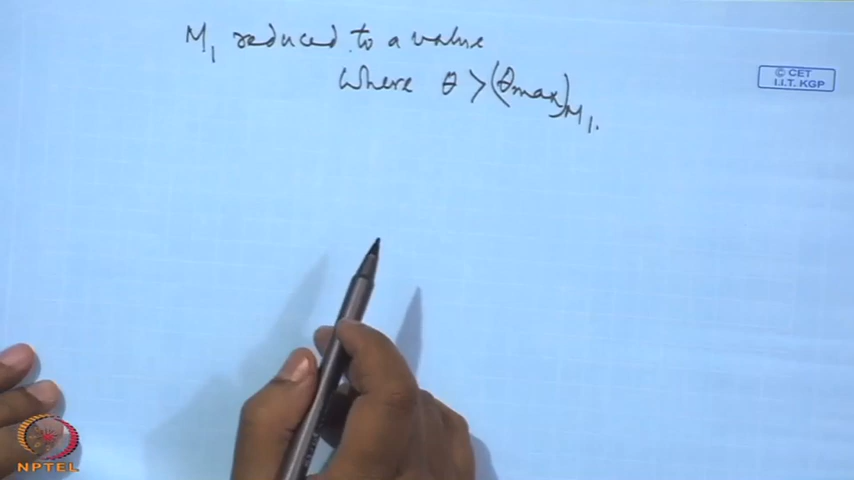 M₁ reduced to a value
where θ > (θmax)M₁.
© CET
I.I.T. KGP
NPTEL